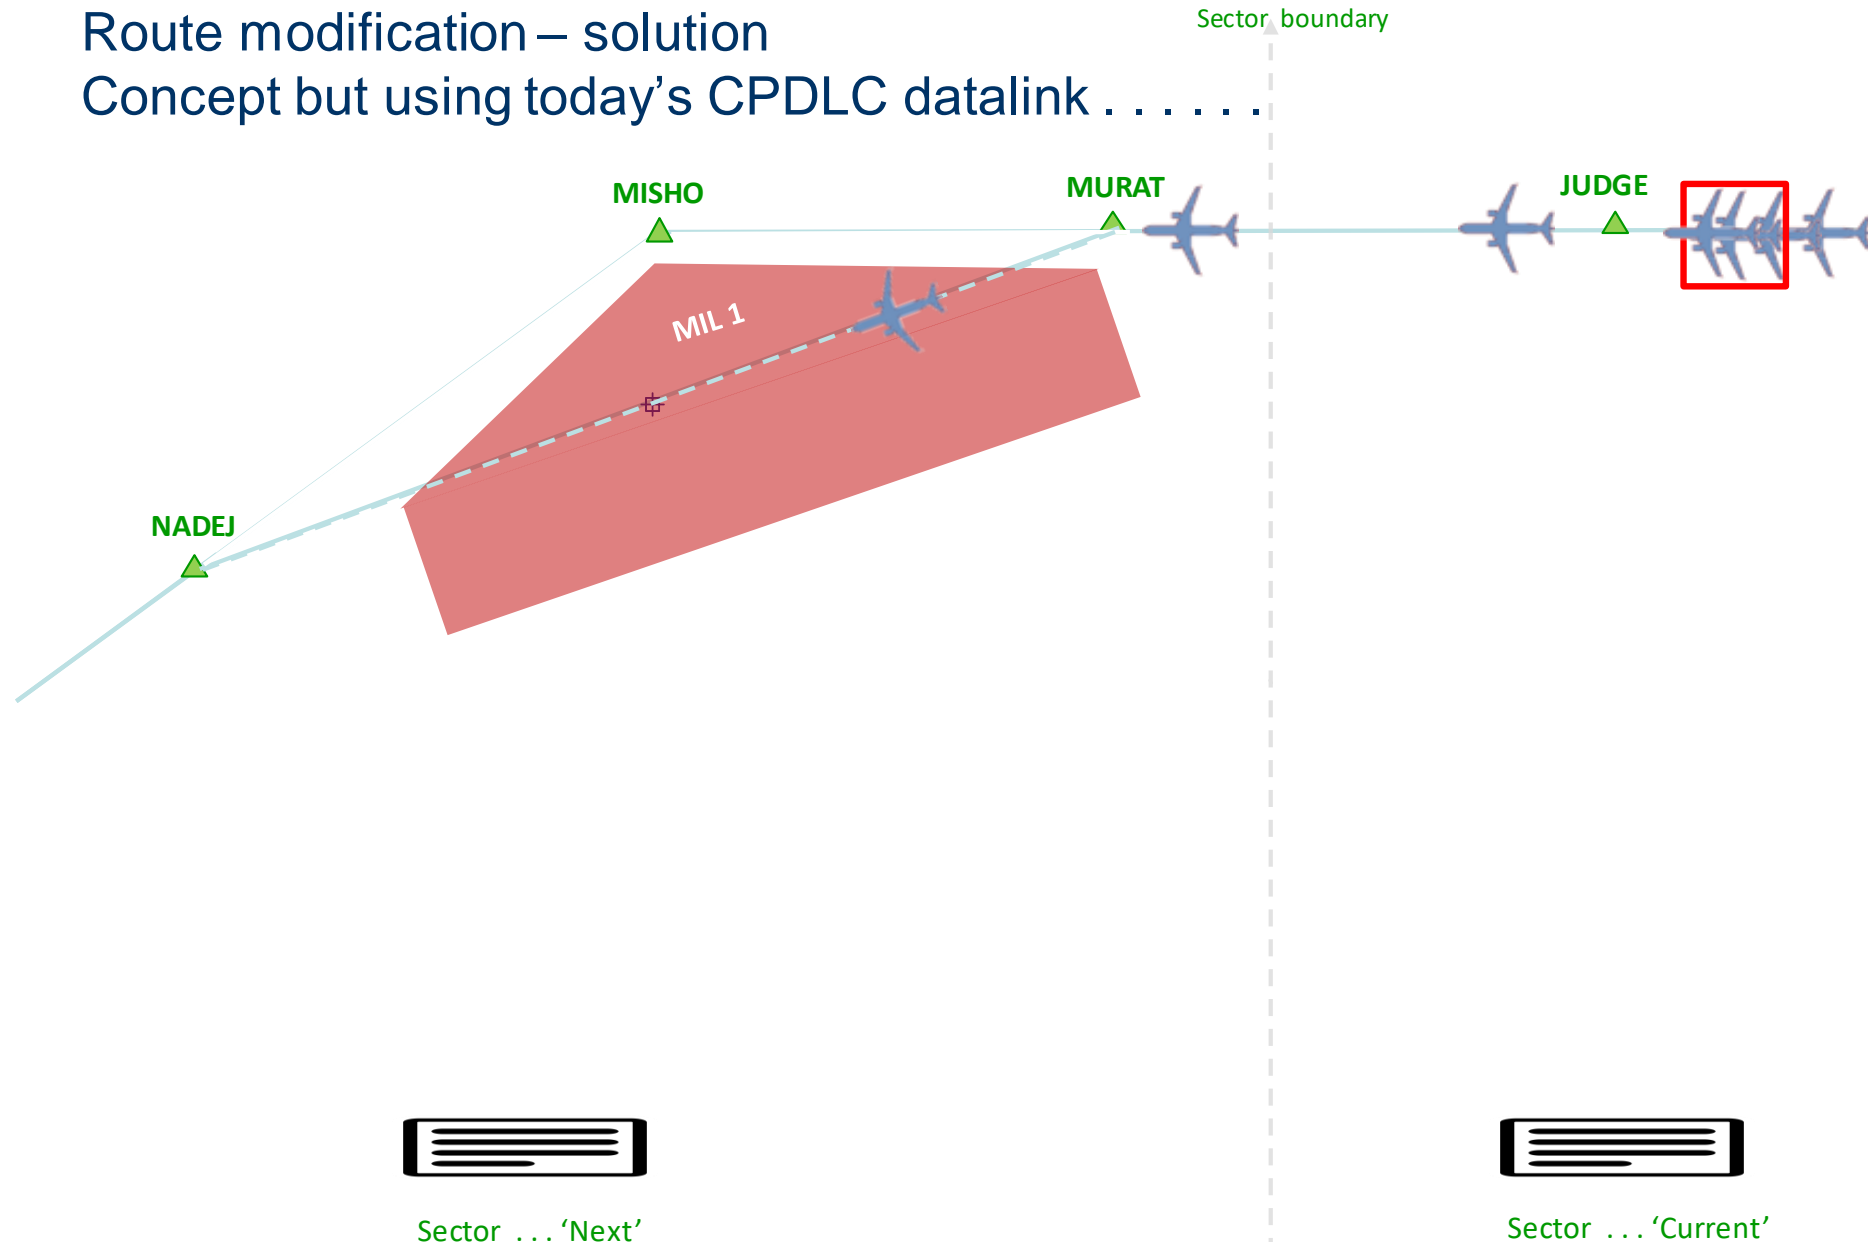 Route modification – solution
Concept but using today’s CPDLC datalink . . . . . .
Sector boundary
MISHO
MURAT
JUDGE
MIL 1
NADEJ
Sector . . . ‘Next’
Sector . . . ‘Current’